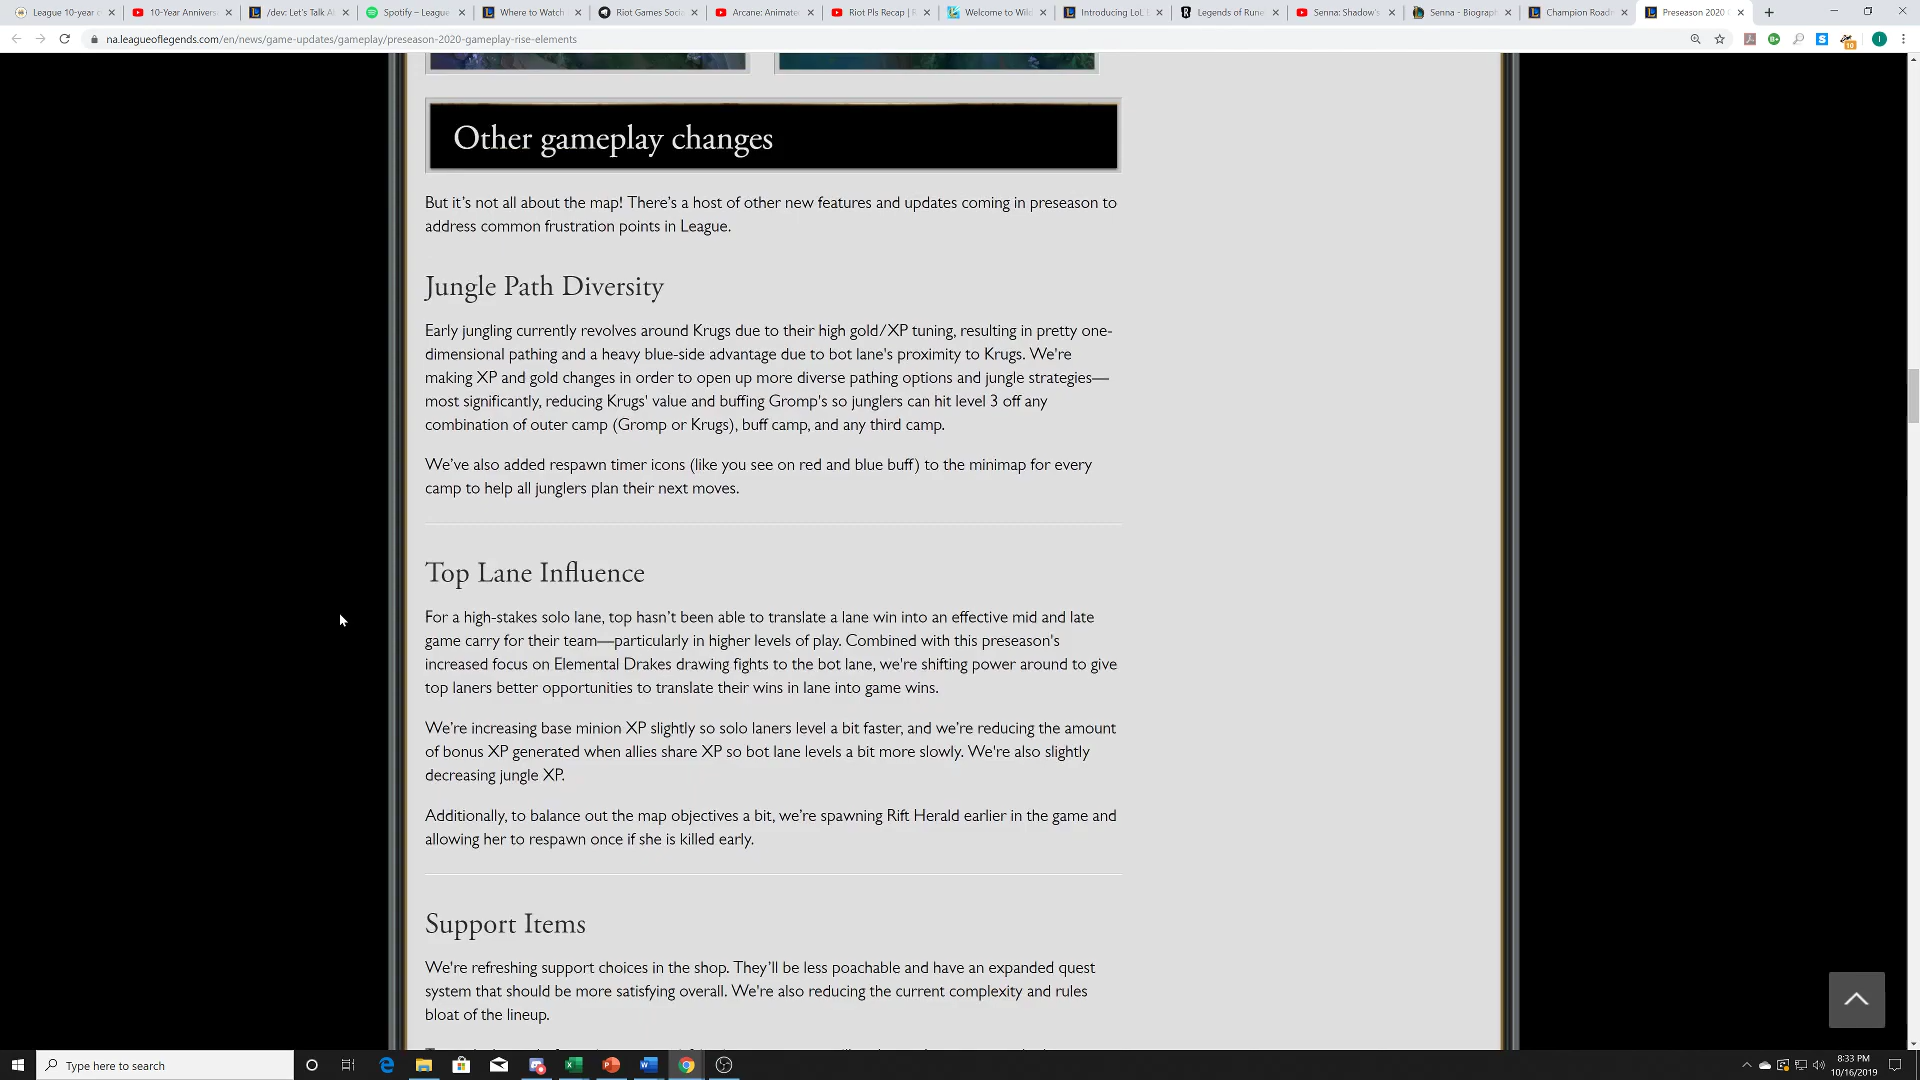 League 10-year
10-Year Annivers
/dev: Let's Talk A
Spotify – League
Where to Watch
Riot Games Soci
Arcane: Animate
Riot Pls Recap |
Welcome to Wild
Introducing LoL
Legends of Rune
Senna: Shadow's
Senna - Biograph
Champion Road
Preseason 2020
na.leagueoflegends.com/en/news/game-updates/gameplay/preseason-2020-gameplay-rise-elements
Other gameplay changes
But it's not all about the map! There's a host of other new features and updates coming in preseason to
address common frustration points in League.
Jungle Path Diversity
Early jungling currently revolves around Krugs due to their high gold/XP tuning, resulting in pretty one-
dimensional pathing and a heavy blue-side advantage due to bot lane's proximity to Krugs. We're
making XP and gold changes in order to open up more diverse pathing options and jungle strategies—
most significantly, reducing Krugs' value and buffing Gromp's so junglers can hit level 3 off any
combination of outer camp (Gromp or Krugs), buff camp, and any third camp.
We've also added respawn timer icons (like you see on red and blue buff) to the minimap for every
camp to help all junglers plan their next moves.
Top Lane Influence
For a high-stakes solo lane, top hasn't been able to translate a lane win into an effective mid and late
game carry for their team—particularly in higher levels of play. Combined with this preseason's
increased focus on Elemental Drakes drawing fights to the bot lane, we're shifting power around to give
top laners better opportunities to translate their wins in lane into game wins.
We're increasing base minion XP slightly so solo laners level a bit faster, and we're reducing the amount
of bonus XP generated when allies share XP so bot lane levels a bit more slowly. We're also slightly
decreasing jungle XP.
Additionally, to balance out the map objectives a bit, we're spawning Rift Herald earlier in the game and
allowing her to respawn once if she is killed early.
Support Items
We're refreshing support choices in the shop. They'll be less poachable and have an expanded quest
system that should be more satisfying overall. We're also reducing the current complexity and rules
bloat of the lineup.
Type here to search
8:33 PM
10/16/2019